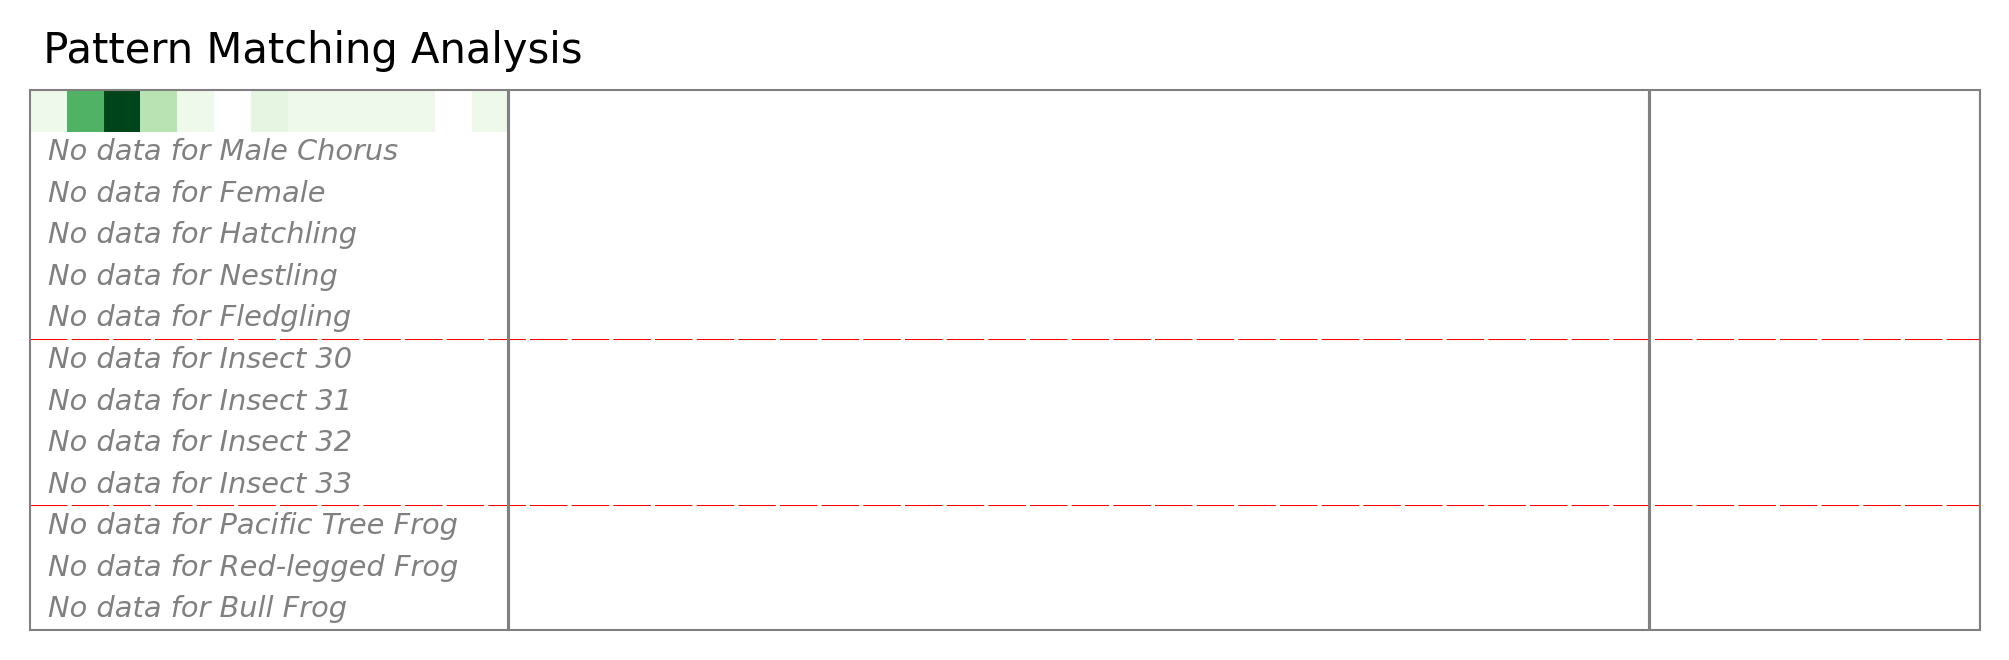 Pattern Matching Analysis
No data for Male Chorus
No data for Female
No data for Hatchling
No data for Nestling
No data for Fledgling
No data for Insect 30
No data for Insect 31
No data for Insect 32
No data for Insect 33
No data for Pacific Tree Frog
No data for Red-legged Frog
No data for Bull Frog